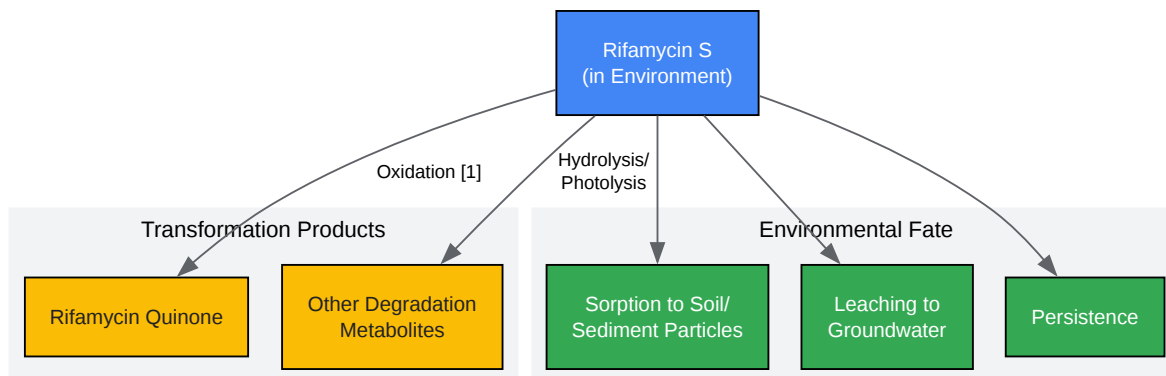 Rifamycin S
(in Environment)
Oxidation [1]
Hydrolysis/
Photolysis
Transformation Products
Environmental Fate
Rifamycin Quinone
Other Degradation
Metabolites
Sorption to Soil/
Sediment Particles
Leaching to
Groundwater
Persistence